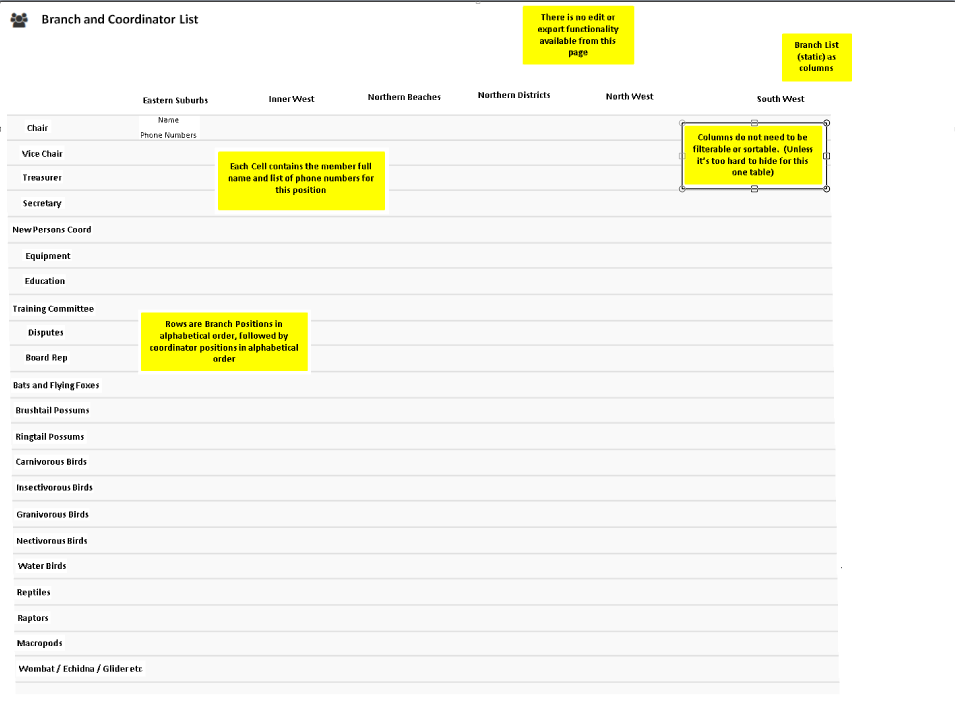 Branch and Coordinator List
There is no edit or
export functionality
available from this
page
Branch List
(static) as
columns
Eastern Suburbs
Inner West
Northern Beaches
Northern Districts
North West
South West
Chair
Name
Phone Numbers
Columns do not need to be
filterable or sortable. (Unless
it's too hard to hide for this
one table)
Vice Chair
Each Cell contains the member full
name and list of phone numbers for
this position
Treasurer
Secretary
New Persons Coord
Equipment
Education
Training Committee
Rows are Branch Positions in
alphabetical order, followed by
coordinator positions in alphabetical
order
Disputes
Board Rep
Bats and Flying Foxes
Brushtail Possums
Ringtail Possums
Carnivorous Birds
Insectivorous Birds
Granivorous Birds
Nectivorous Birds
Water Birds
Reptiles
Raptors
Macropods
Wombat / Echidna / Glider etc